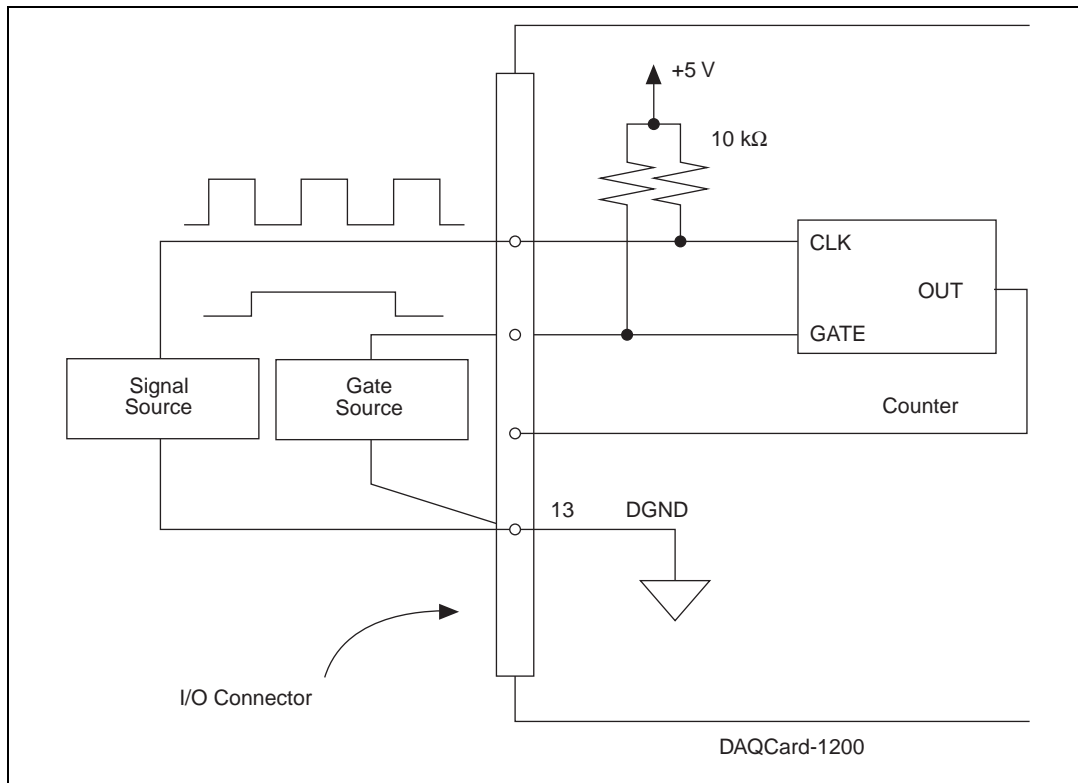 +5 V
10 kΩ
CLK
OUT
GATE
Signal
Source
Gate
Source
Counter
13 DGND
I/O Connector
DAQCard-1200